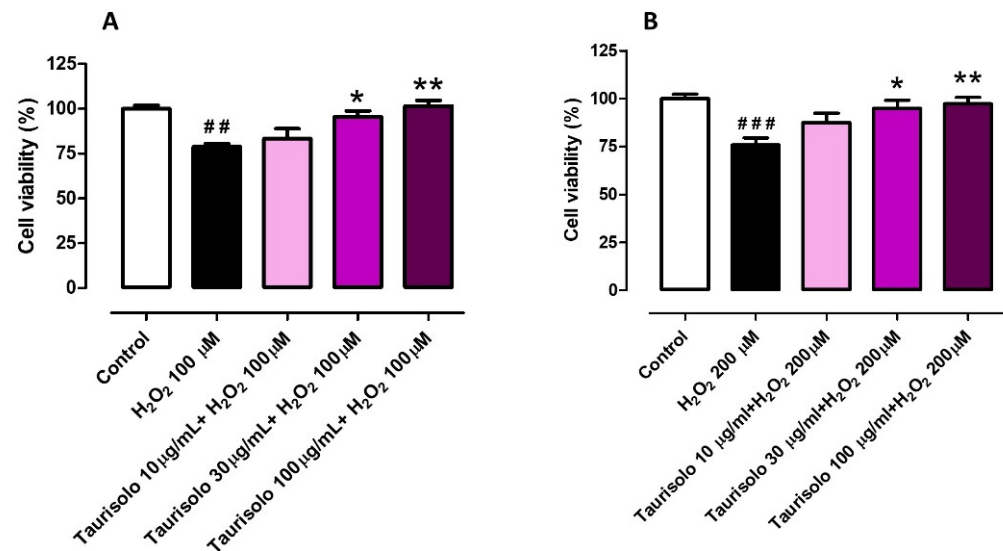 A
Cell viability (%)
125
100
75
50
25
0
##
*
**
Control
H₂O₂ 100 μM
Taurisolo 10 μg/mL+ H₂O₂ 100μM
Taurisolo 30 μg/mL+ H₂O₂ 100μM
Taurisolo 100 μg/mL+ H₂O₂ 100μM
B
Cell viability (%)
125
100
75
50
25
0
###
*
**
Control
H₂O₂ 200 μM
Taurisolo 10 μg/ml+H₂O₂ 200μM
Taurisolo 30 μg/ml+H₂O₂ 200μM
Taurisolo 100 μg/ml+H₂O₂ 200μM